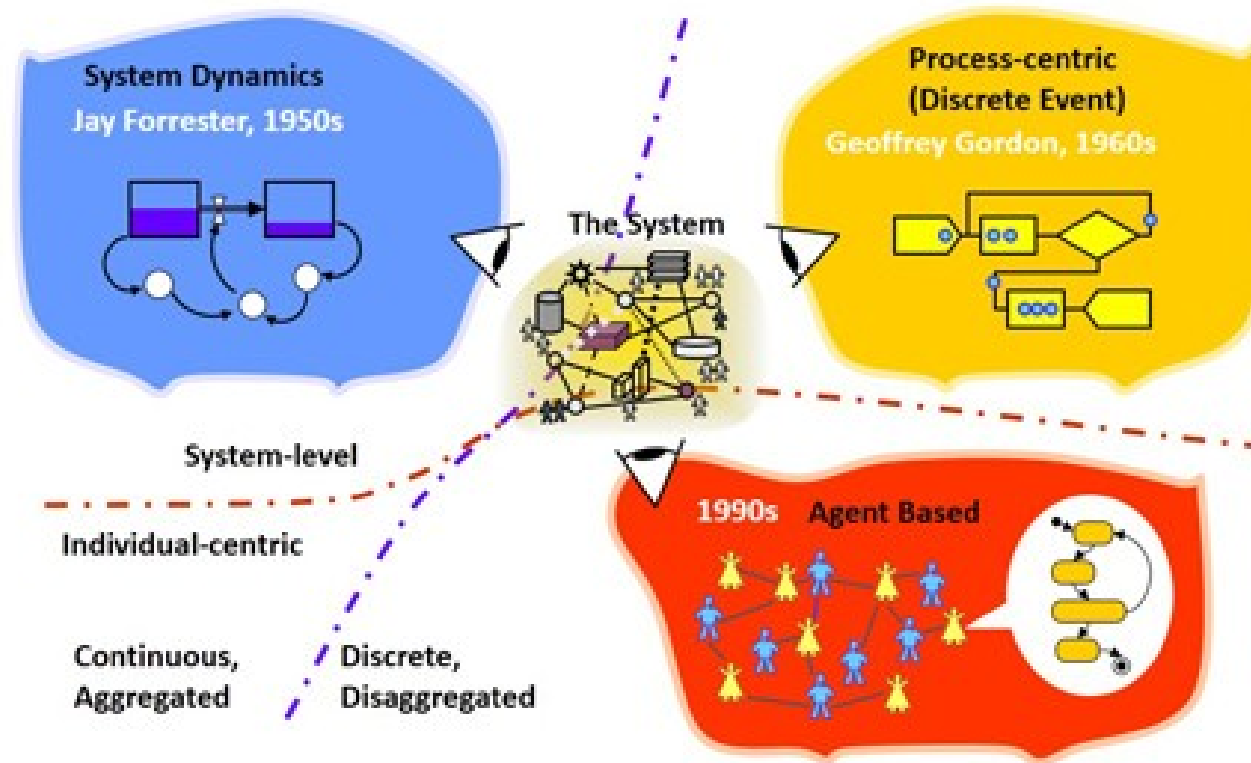 System Dynamics
Jay Forrester, 1950s
Process-centric
(Discrete Event)
Geoffrey Gordon, 1960s
The System
System-level
Individual-centric
1990s Agent Based
Continuous,
Aggregated
Discrete,
Disaggregated